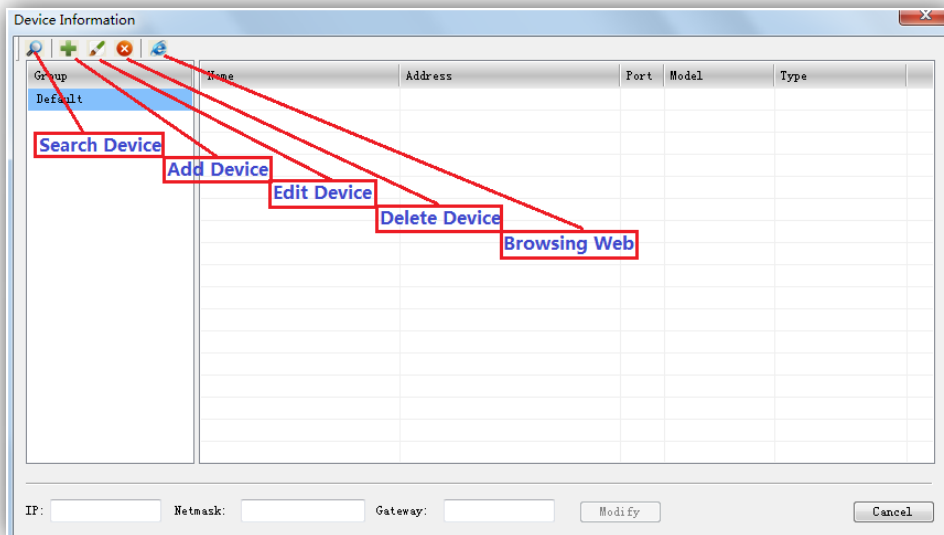 Device Information
Group Name Address Port Model Type
Default
Search Device
Add Device
Edit Device
Delete Device
Browsing Web
IP: Netmask: Gateway: Modify Cancel